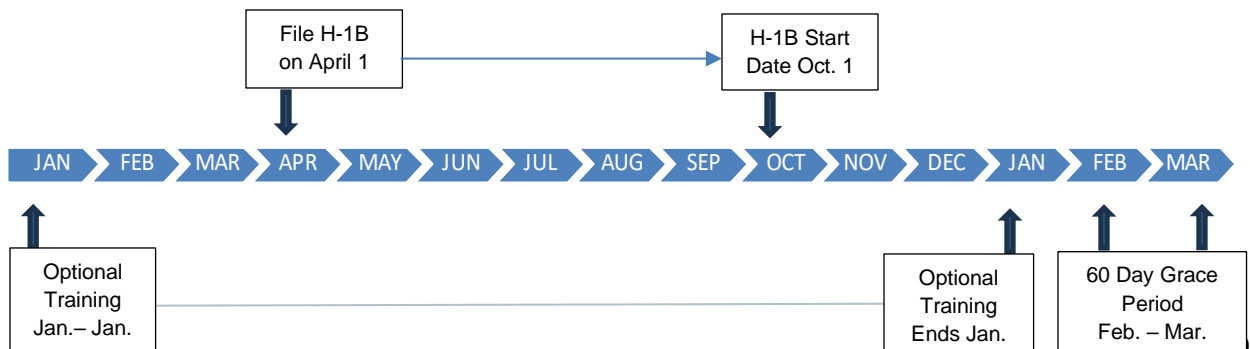 File H-1B
on April 1
H-1B Start
Date Oct. 1
JAN FEB MAR APR MAY JUN JUL AUG SEP OCT NOV DEC JAN FEB MAR
Optional
Training
Jan.– Jan.
Optional
Training
Ends Jan.
60 Day Grace
Period
Feb. – Mar.